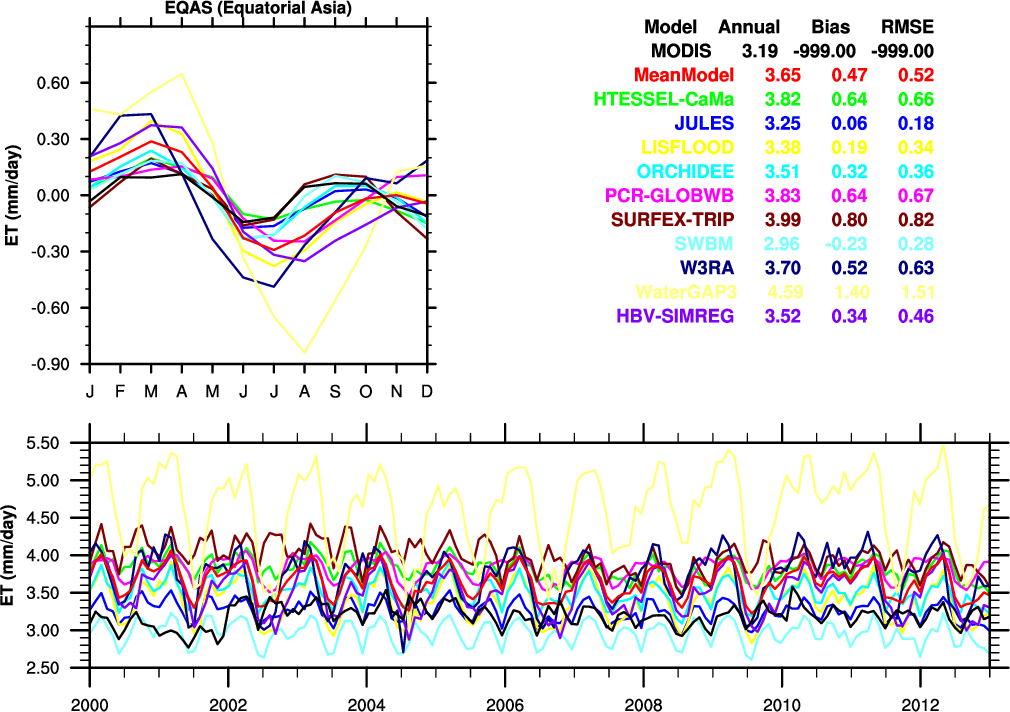 EQAS (Equatorial Asia)
ET (mm/day)
0.60
0.30
0.00
-0.30
-0.60
-0.90
J F M A M J J A S O N D
Model Annual Bias RMSE
MODIS 3.19 -999.00 -999.00
MeanModel 3.65 0.47 0.52
HTESSEL-CaMa 3.82 0.64 0.66
JULES 3.25 0.06 0.18
LISFLOOD 3.38 0.19 0.34
ORCHIDEE 3.51 0.32 0.36
PCR-GLOBWB 3.83 0.64 0.67
SURFEX-TRIP 3.99 0.80 0.82
SWBM 2.96 -0.23 0.28
W3RA 3.70 0.52 0.63
WaterGAP3 4.59 1.40 1.51
HBV-SIMREG 3.52 0.34 0.46
ET (mm/day)
5.50
5.00
4.50
4.00
3.50
3.00
2.50
2000 2002 2004 2006 2008 2010 2012